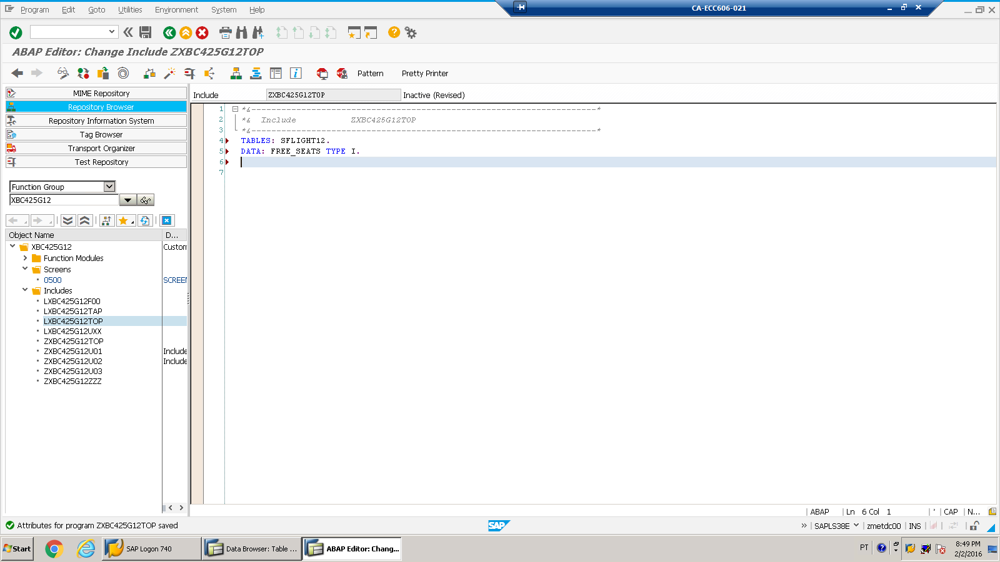 Program Edit Goto Utilities Environment System Help
CA-ECC606-021
ABAP Editor: Change Include ZXBC425G12TOP
Pattern Pretty Printer
MIME Repository
Repository Browser
Repository Information System
Tag Browser
Transport Organizer
Test Repository
Function Group
XBC425G12
Object Name D...
XBC425G12 Custom
Function Modules
Screens
0500 SCREE
Includes
LXBC425G12F00
LXBC425G12TAP
LXBC425G12TOP
LXBC425G12UXX
ZXBC425G12TOP
ZXBC425G12U01 Include
ZXBC425G12U02 Include
ZXBC425G12U03
ZXBC425G12ZZZ
Include ZXBC425G12TOP Inactive (Revised)
1 *&---------------------------------------------------------------------*
2 *& Include ZXBC425G12TOP
3 *&---------------------------------------------------------------------*
4 TABLES: SFLIGHT12.
5 DATA: FREE_SEATS TYPE I.
6
7
ABAP Ln 6 Col 1 CAP N...
Attributes for program ZXBC425G12TOP saved
SAP
SAPLS38E zmetdc00 INS
Start SAP Logon 740 Data Browser: Table ... ABAP Editor: Chang...
PT 8:49 PM
2/2/2016